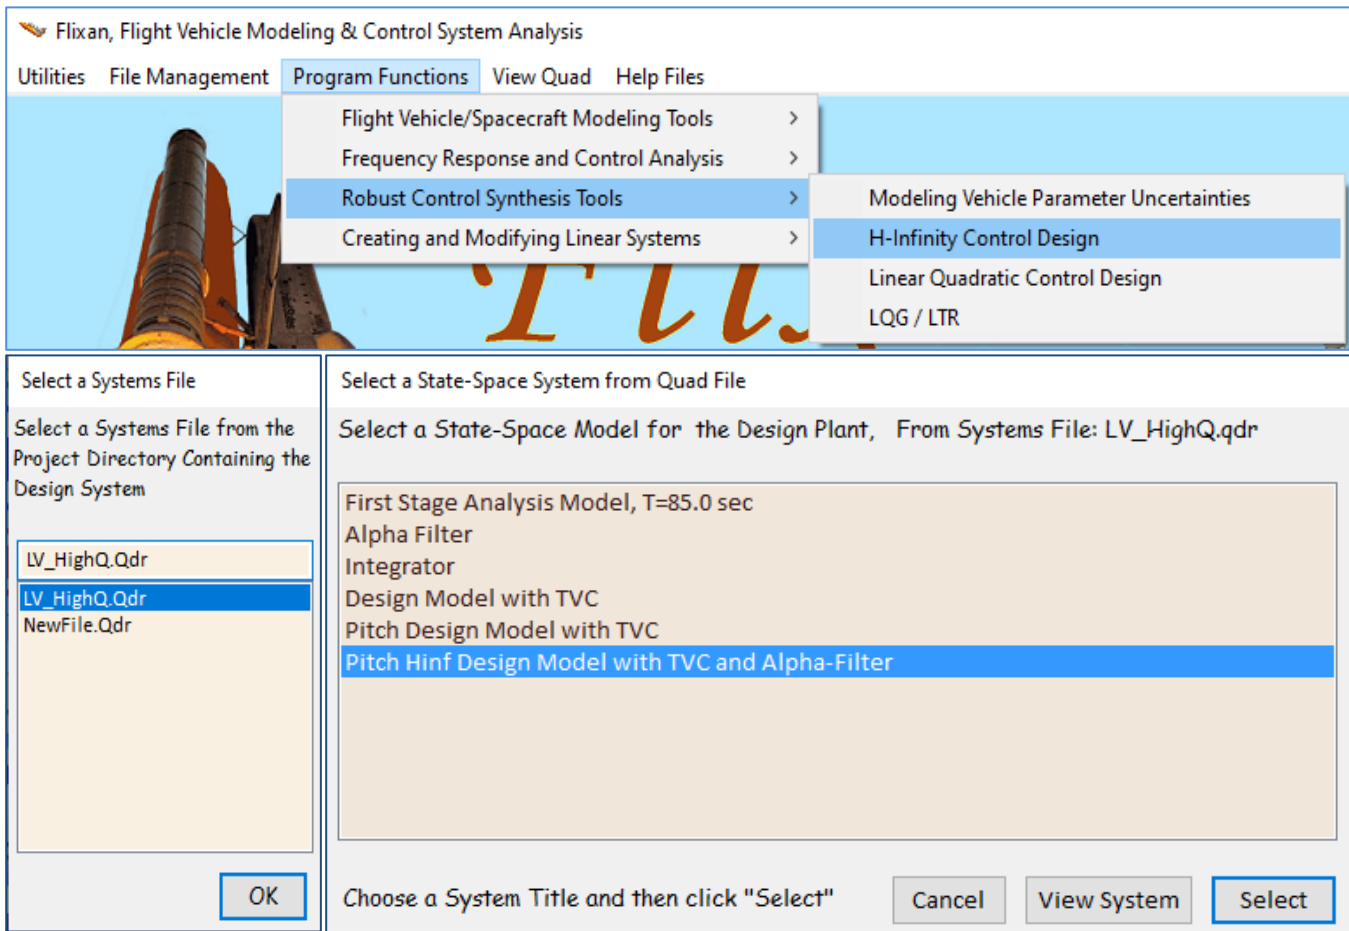 Flixan, Flight Vehicle Modeling & Control System Analysis
Utilities File Management Program Functions View Quad Help Files
Flight Vehicle/Spacecraft Modeling Tools >
Frequency Response and Control Analysis >
Robust Control Synthesis Tools >
Creating and Modifying Linear Systems >
Modeling Vehicle Parameter Uncertainties
H-Infinity Control Design
Linear Quadratic Control Design
LQG / LTR
Select a Systems File
Select a Systems File from the
Project Directory Containing the
Design System
LV_HighQ.Qdr
LV_HighQ.Qdr
NewFile.Qdr
OK
Select a State-Space System from Quad File
Select a State-Space Model for the Design Plant, From Systems File: LV_HighQ.qdr
First Stage Analysis Model, T=85.0 sec
Alpha Filter
Integrator
Design Model with TVC
Pitch Design Model with TVC
Pitch Hinf Design Model with TVC and Alpha-Filter
Choose a System Title and then click "Select"
Cancel
View System
Select